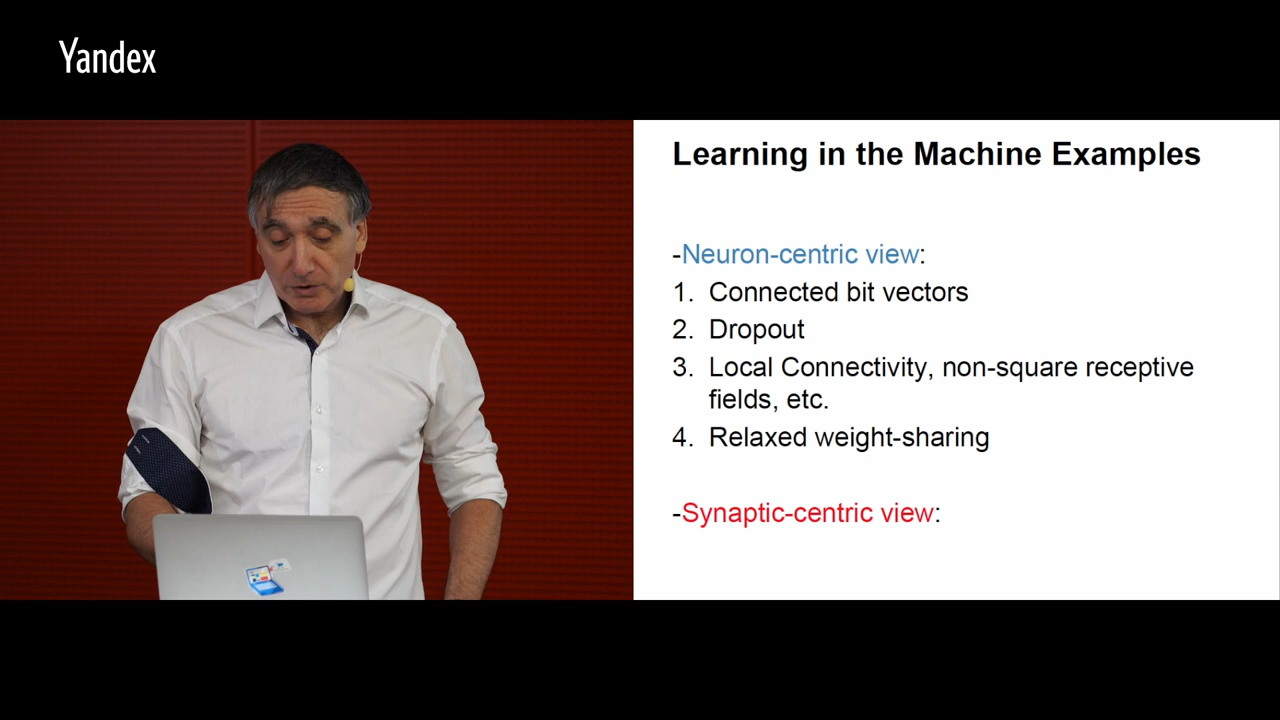 Yandex
Learning in the Machine Examples
-Neuron-centric view:
1. Connected bit vectors
2. Dropout
3. Local Connectivity, non-square receptive
fields, etc.
4. Relaxed weight-sharing
-Synaptic-centric view: